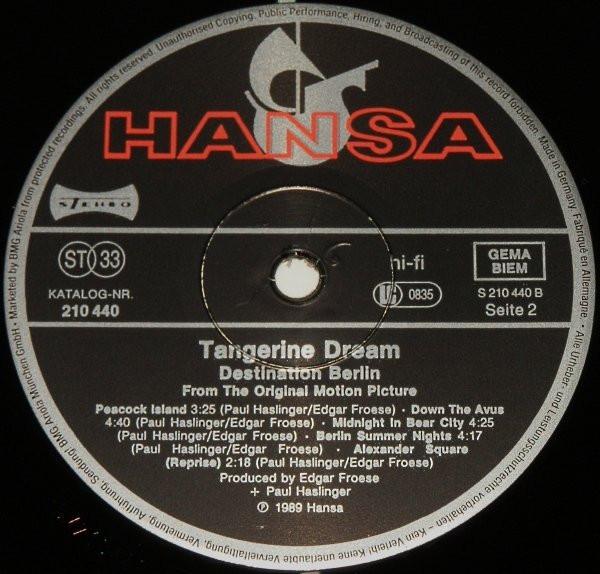 Marketed by BMG Ariola from protected recordings. All rights reserved. Unauthorised Copying, Public Performance, Hiring, and Broadcasting of this record forbidden. Made in Germany. Fabriqué en Allemagne.
HANSA
STEREO
ST 33
hi-fi
GEMA
BIEM
LC 0835
KATALOG-NR.
210 440
S 210 440 B
Seite 2
Tangerine Dream
Destination Berlin
From The Original Motion Picture
Peacock Island 3:25 (Paul Haslinger/Edgar Froese) · Down The Avus
4:40 (Paul Haslinger/Edgar Froese) · Midnight In Bear City 4:25
(Paul Haslinger/Edgar Froese) · Berlin Summer Nights 4:17
(Paul Haslinger/Edgar Froese) · Alexander Square
(Reprise) 2:18 (Paul Haslinger/Edgar Froese)
Produced by Edgar Froese
+ Paul Haslinger
℗ 1989 Hansa
Alle Urheber- und Leistungsschutzrechte vorbehalten – Kein Verleih! Keine unerlaubte Vervielfältigung, Vermietung, Aufführung, Sendung! BMG Ariola München GmbH •